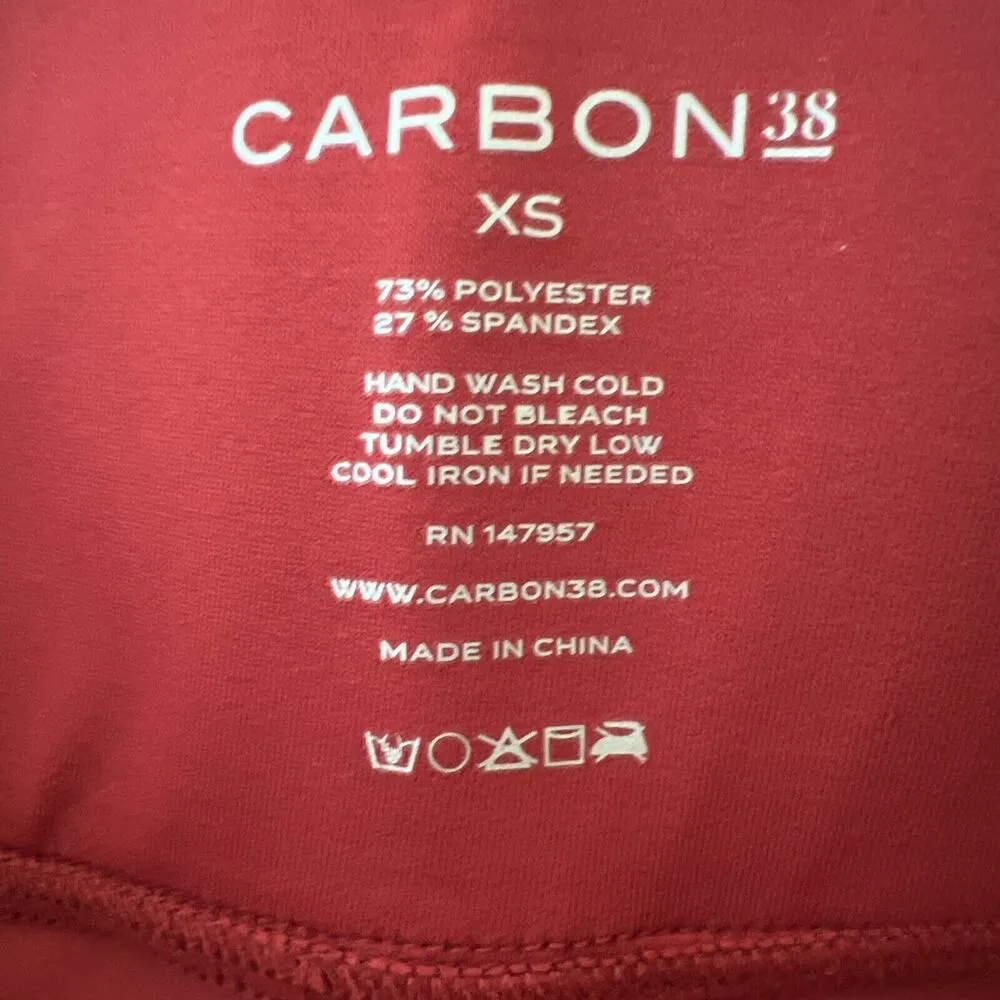 CARBON38
XS
73% POLYESTER
27 % SPANDEX
HAND WASH COLD
DO NOT BLEACH
TUMBLE DRY LOW
COOL IRON IF NEEDED
RN 147957
WWW.CARBON38.COM
MADE IN CHINA